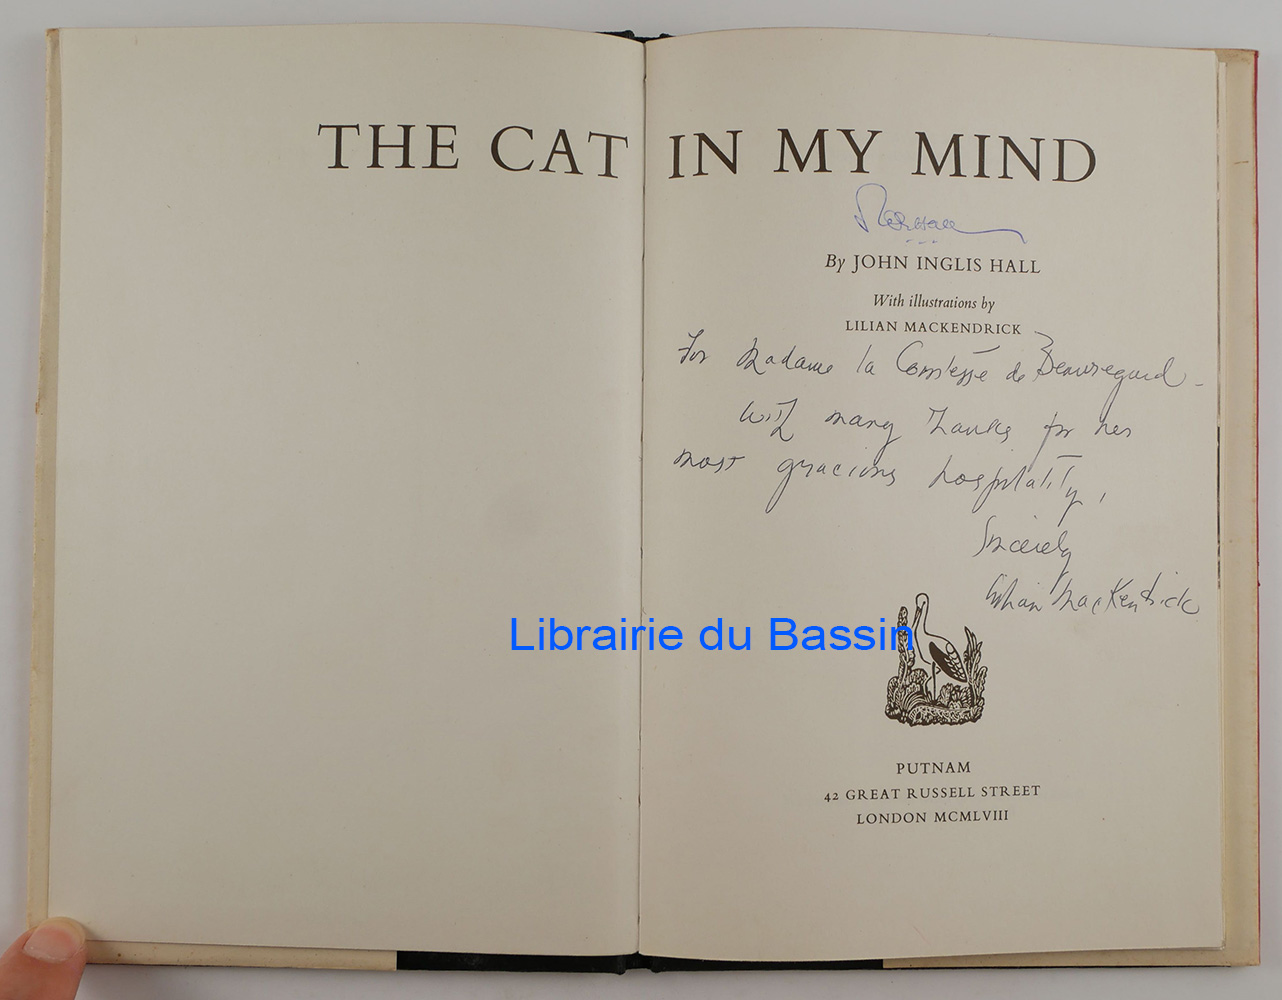 THE CAT IN MY MIND
By JOHN INGLIS HALL
With illustrations by
LILIAN MACKENDRICK
For Madame la Comtesse de Beauregard -
with many thanks for her
most gracious hospitality,
Sincerely
Lilian MacKendrick
Librairie du Bassin
PUTNAM
42 GREAT RUSSELL STREET
LONDON MCMLVIII